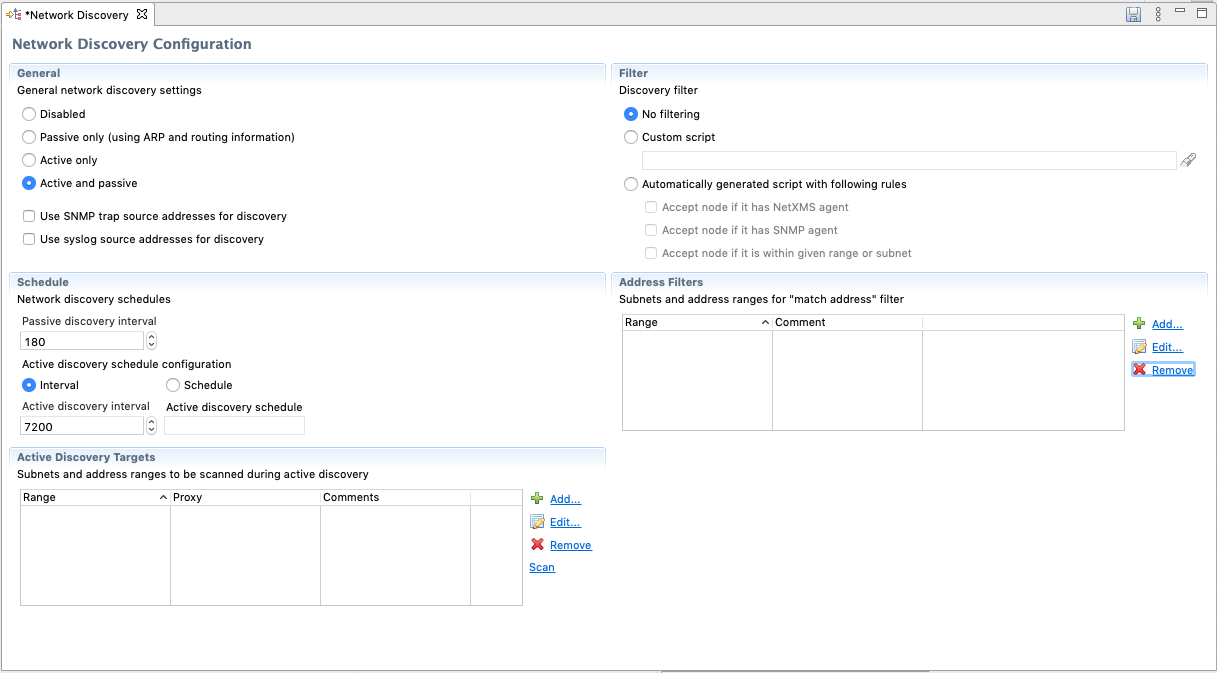 *Network Discovery
Network Discovery Configuration
General
General network discovery settings
Disabled
Passive only (using ARP and routing information)
Active only
Active and passive
Use SNMP trap source addresses for discovery
Use syslog source addresses for discovery
Filter
Discovery filter
No filtering
Custom script
Automatically generated script with following rules
Accept node if it has NetXMS agent
Accept node if it has SNMP agent
Accept node if it is within given range or subnet
Schedule
Network discovery schedules
Passive discovery interval
180
Active discovery schedule configuration
Interval Schedule
Active discovery interval Active discovery schedule
7200
Address Filters
Subnets and address ranges for "match address" filter
Range Comment
Add...
Edit...
Remove
Active Discovery Targets
Subnets and address ranges to be scanned during active discovery
Range Proxy Comments
Add...
Edit...
Remove
Scan